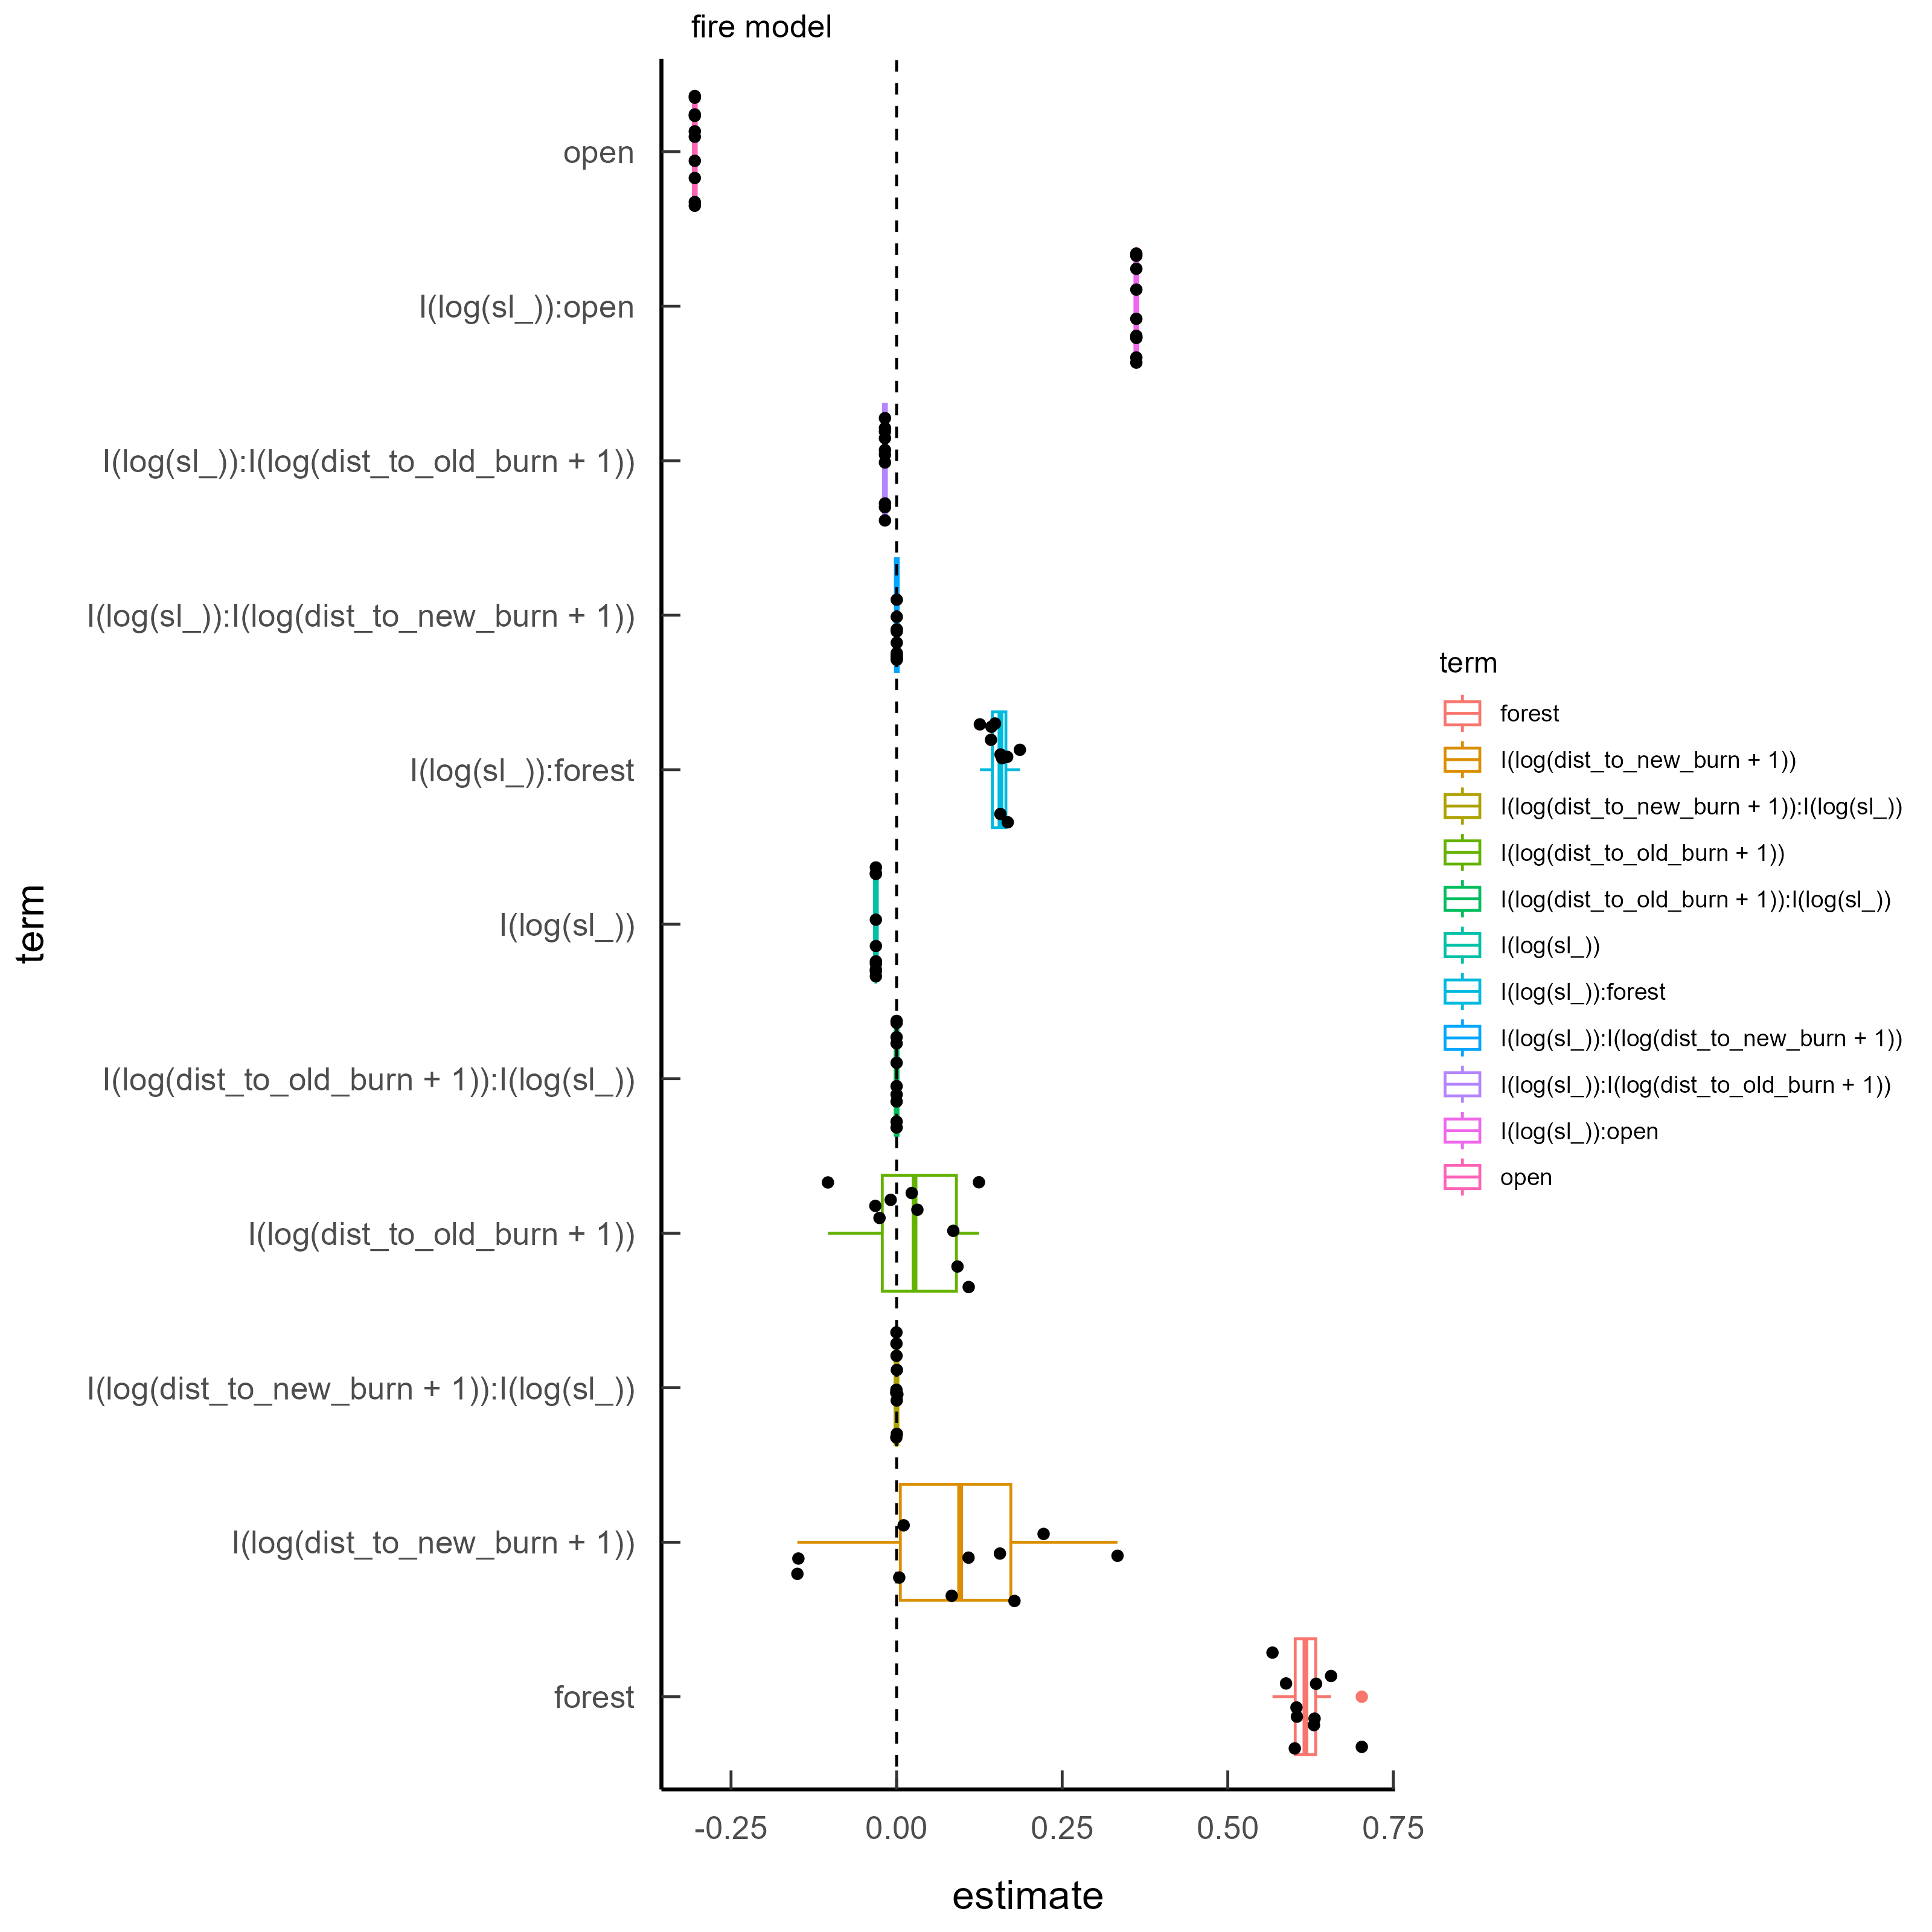 fire model
open
I(log(sl_)):open
I(log(sl_)):I(log(dist_to_old_burn + 1))
I(log(sl_)):I(log(dist_to_new_burn + 1))
I(log(sl_)):forest
I(log(sl_))
I(log(dist_to_old_burn + 1)):I(log(sl_))
I(log(dist_to_old_burn + 1))
I(log(dist_to_new_burn + 1)):I(log(sl_))
I(log(dist_to_new_burn + 1))
forest
term
-0.25 0.00 0.25 0.50 0.75
estimate
term
forest
I(log(dist_to_new_burn + 1))
I(log(dist_to_new_burn + 1)):I(log(sl_))
I(log(dist_to_old_burn + 1))
I(log(dist_to_old_burn + 1)):I(log(sl_))
I(log(sl_))
I(log(sl_)):forest
I(log(sl_)):I(log(dist_to_new_burn + 1))
I(log(sl_)):I(log(dist_to_old_burn + 1))
I(log(sl_)):open
open